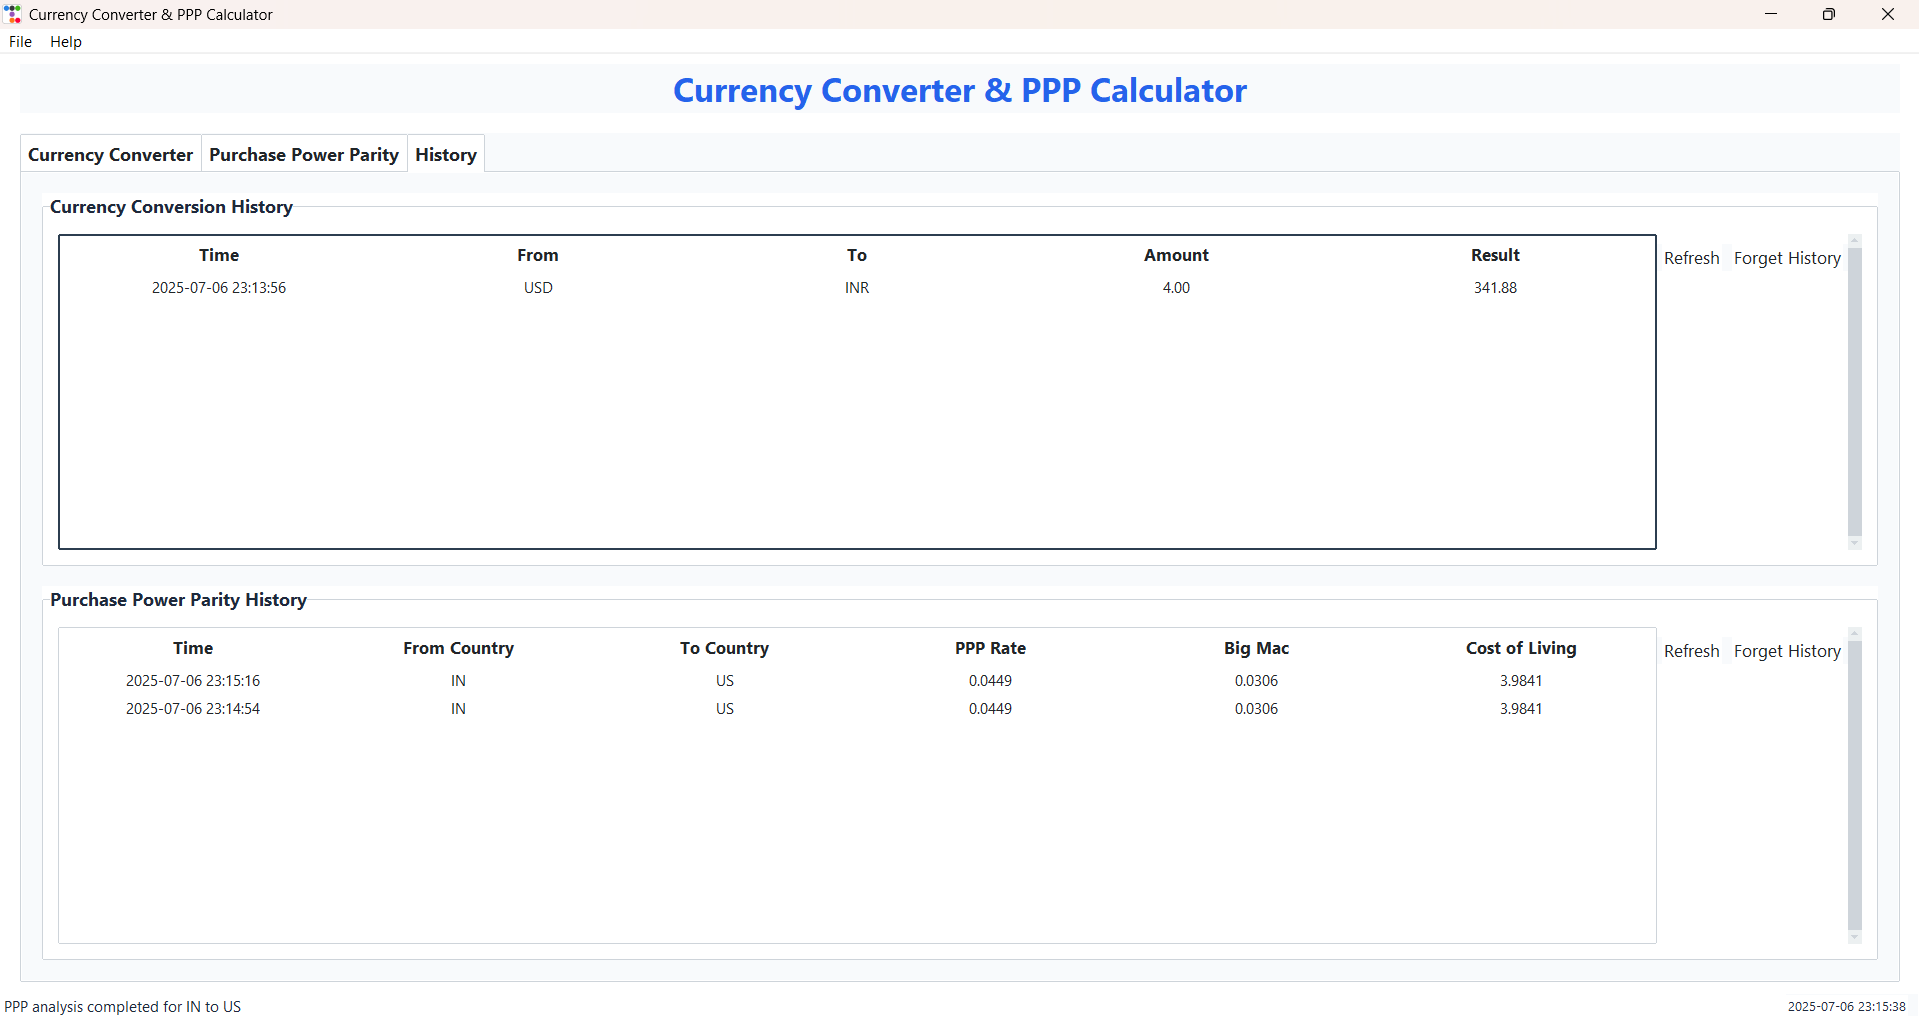 Currency Converter & PPP Calculator
File Help
Currency Converter & PPP Calculator
Currency Converter Purchase Power Parity History
Currency Conversion History
Time From To Amount Result Refresh Forget History
2025-07-06 23:13:56 USD INR 4.00 341.88
Purchase Power Parity History
Time From Country To Country PPP Rate Big Mac Cost of Living Refresh Forget History
2025-07-06 23:15:16 IN US 0.0449 0.0306 3.9841
2025-07-06 23:14:54 IN US 0.0449 0.0306 3.9841
PPP analysis completed for IN to US 2025-07-06 23:15:38